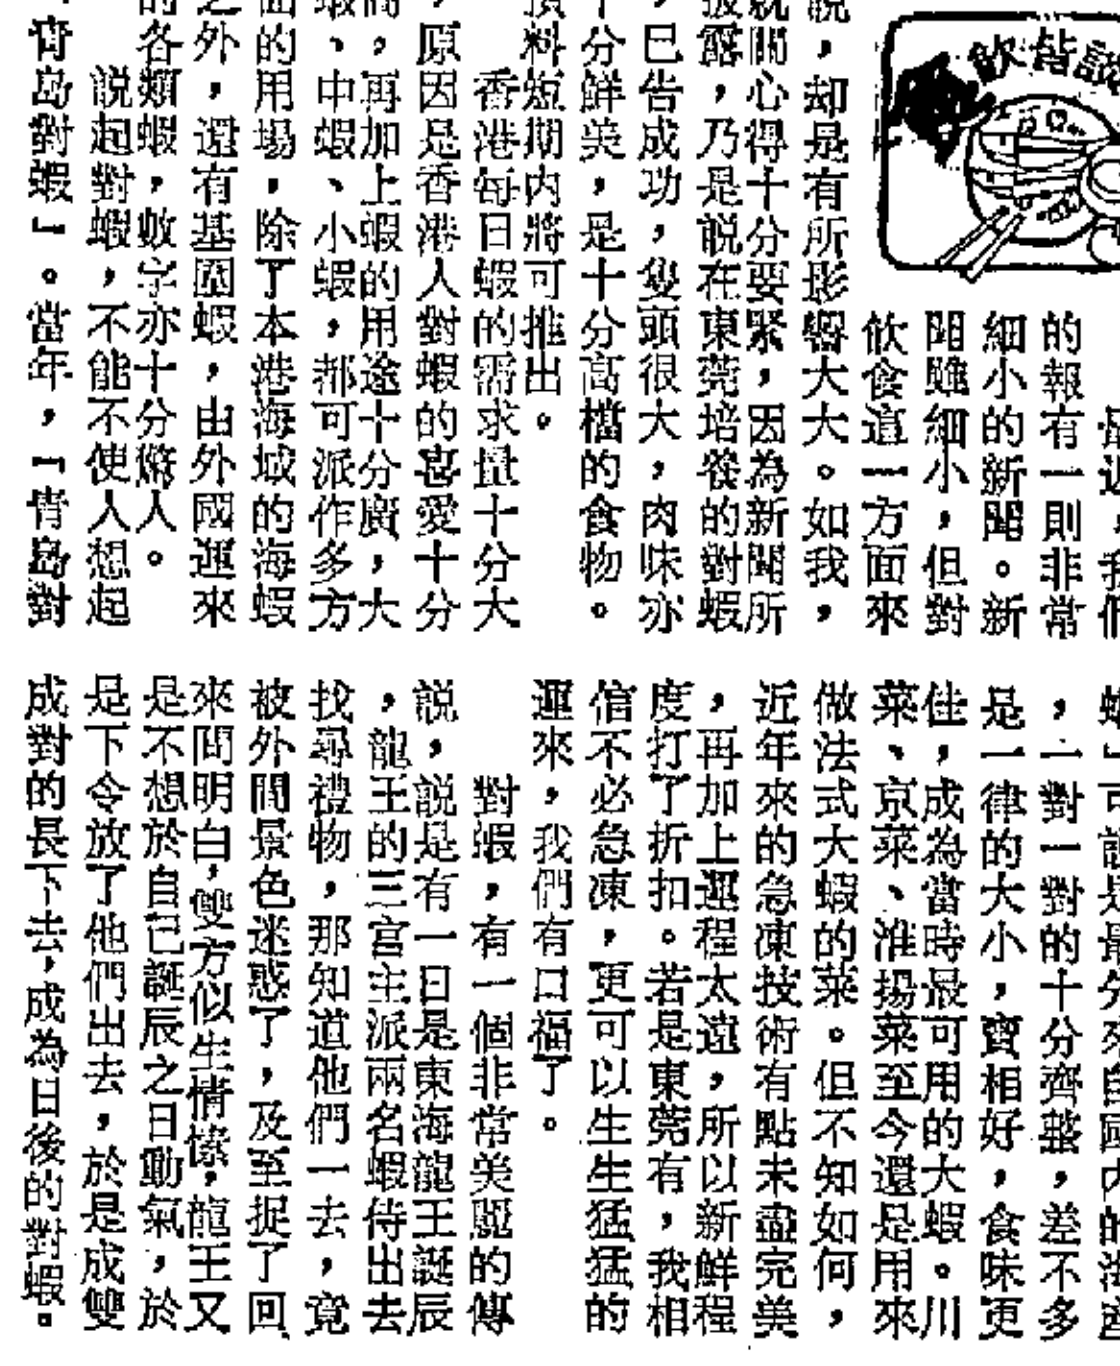 飲皆說
最近，我們
的報有一則非常
細小的新聞。新
聞雖細小，但對
飲食這一方面來
說，却是有所影響大大。如我，
就關心得十分要緊，因為新聞所
披露，乃是說在東莞培養的對蝦
，已告成功，隻頭很大，肉味亦
十分鮮美，是十分高檔的食物。
預料短期內將可推出。
香港每日蝦的需求量十分大
，原因是香港人對蝦的喜愛十分
高，再加上蝦的用途十分廣，大
蝦、中蝦、小蝦，都可派作多方
面的用場，除了本港海域的海蝦
之外，還有基圍蝦，由外國運來
的各類蝦，數字亦十分驚人。
說起對蝦，不能不使人想起
「青島對蝦」。當年，「青島對
蝦」可說是最分來自國內的海
，一對一對的十分齊整，差不多
是一律的大小，賣相好，食味更
佳，成為當時最可用的大蝦。川
菜、京菜、淮揚菜至今還是用來
做法式大蝦的菜。但不知如何，
近年來的急凍技術有點未盡完美
，再加上運程太遠，所以新鮮程
度打了折扣。若是東莞有，我相
信不必急凍，更可以生生猛猛的
運來，我們有口福了。
對蝦，有一個非常美麗的傳
說，說是有一日是東海龍王誕辰
，龍王的三宮主派兩名蝦侍出去
找尋禮物，那知道他們一去，竟
被外間景色迷惑了，及至捉了回
來問明白，雙方似生情愫，龍王又
是不想於自己誕辰之日動氣，於
是下令放了他們出去，於是成雙
成對的長下去，成為日後的對蝦。